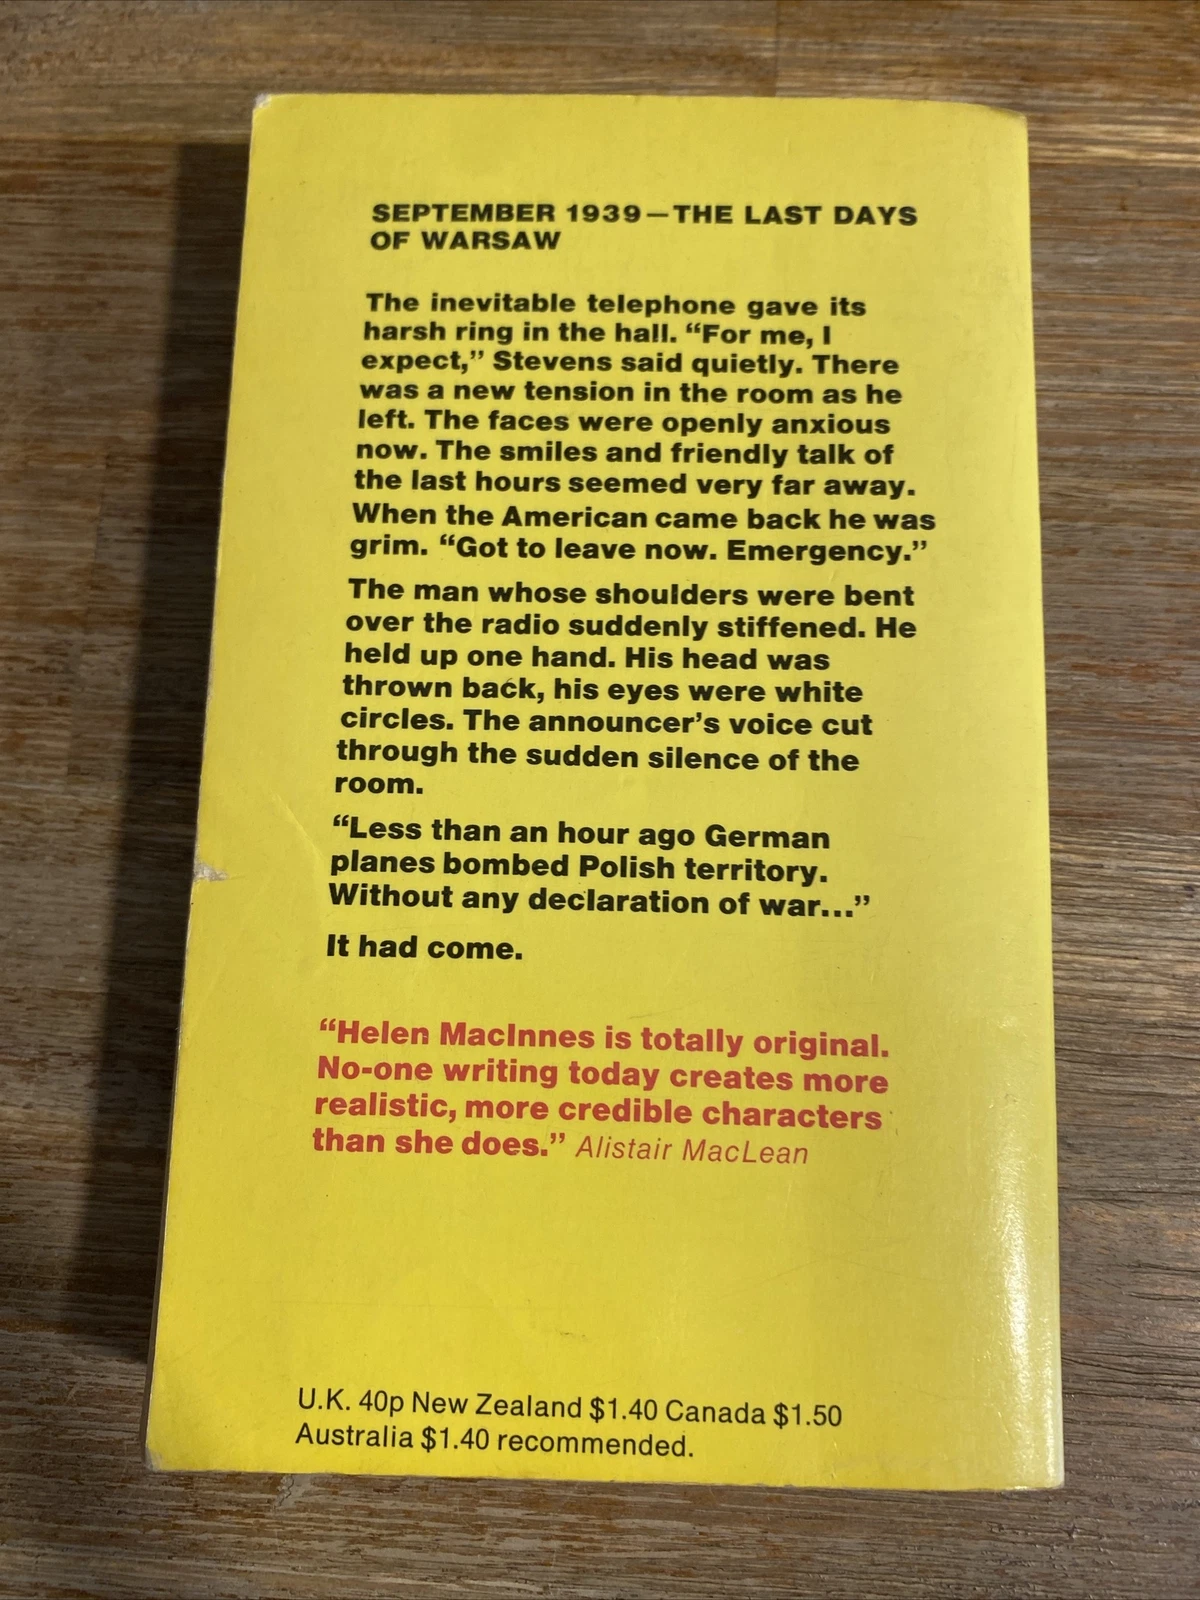 SEPTEMBER 1939—THE LAST DAYS
OF WARSAW
The inevitable telephone gave its
harsh ring in the hall. “For me, I
expect,” Stevens said quietly. There
was a new tension in the room as he
left. The faces were openly anxious
now. The smiles and friendly talk of
the last hours seemed very far away.
When the American came back he was
grim. “Got to leave now. Emergency.”
The man whose shoulders were bent
over the radio suddenly stiffened. He
held up one hand. His head was
thrown back, his eyes were white
circles. The announcer’s voice cut
through the sudden silence of the
room.
“Less than an hour ago German
planes bombed Polish territory.
Without any declaration of war...”
It had come.
“Helen MacInnes is totally original.
No-one writing today creates more
realistic, more credible characters
than she does.” Alistair MacLean
U.K. 40p New Zealand $1.40 Canada $1.50
Australia $1.40 recommended.